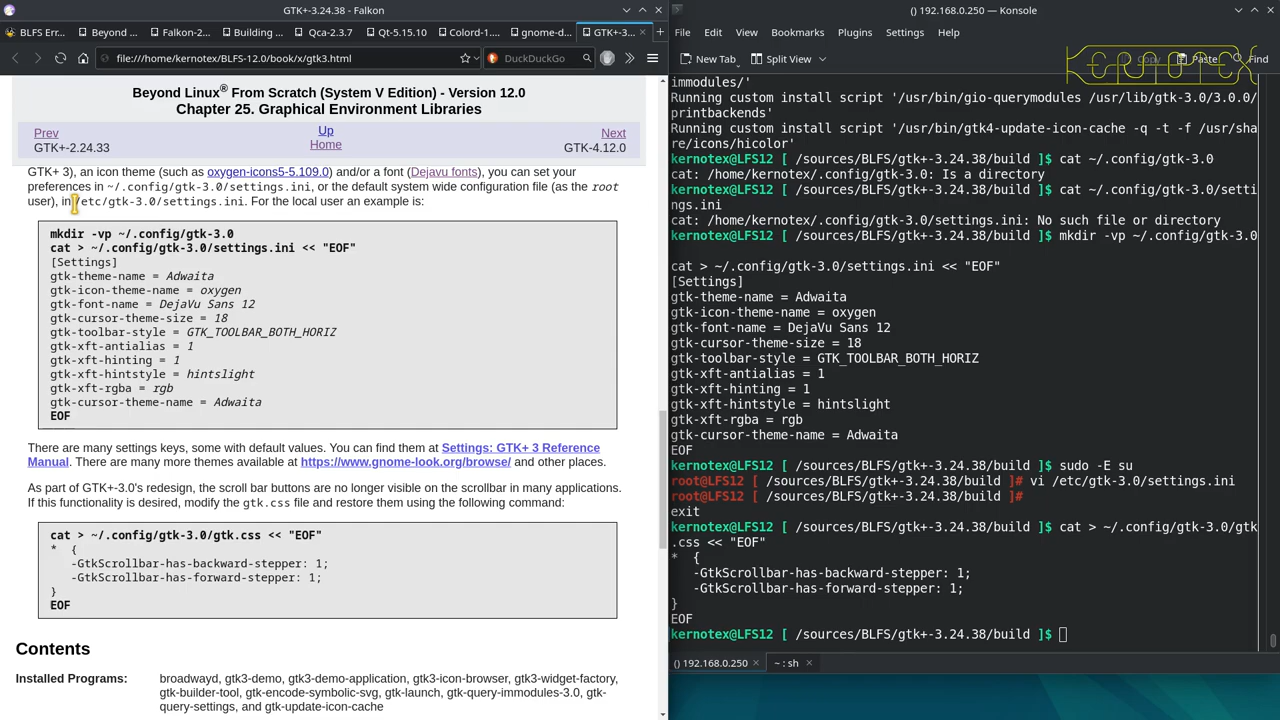 GTK+-3.24.38 - Falkon
BLFS Err...
Beyond ...
Falkon-2...
Building ...
Qca-2.3.7
Qt-5.15.10
Colord-1....
gnome-d...
GTK+-3...
file:///home/kernotex/BLFS-12.0/book/x/gtk3.html
DuckDuckGo
Beyond Linux® From Scratch (System V Edition) - Version 12.0
Chapter 25. Graphical Environment Libraries
Prev
Up
Next
GTK+-2.24.33
Home
GTK-4.12.0
GTK+ 3), an icon theme (such as oxygen-icons5-5.109.0) and/or a font (Dejavu fonts), you can set your
preferences in ~/.config/gtk-3.0/settings.ini, or the default system wide configuration file (as the root
user), in /etc/gtk-3.0/settings.ini. For the local user an example is:
mkdir -vp ~/.config/gtk-3.0
cat > ~/.config/gtk-3.0/settings.ini << "EOF"
[Settings]
gtk-theme-name = Adwaita
gtk-icon-theme-name = oxygen
gtk-font-name = DejaVu Sans 12
gtk-cursor-theme-size = 18
gtk-toolbar-style = GTK_TOOLBAR_BOTH_HORIZ
gtk-xft-antialias = 1
gtk-xft-hinting = 1
gtk-xft-hintstyle = hintslight
gtk-xft-rgba = rgb
gtk-cursor-theme-name = Adwaita
EOF
There are many settings keys, some with default values. You can find them at Settings: GTK+ 3 Reference
Manual. There are many more themes available at https://www.gnome-look.org/browse/ and other places.
As part of GTK+-3.0's redesign, the scroll bar buttons are no longer visible on the scrollbar in many applications.
If this functionality is desired, modify the gtk.css file and restore them using the following command:
cat > ~/.config/gtk-3.0/gtk.css << "EOF"
*  {
-GtkScrollbar-has-backward-stepper: 1;
-GtkScrollbar-has-forward-stepper: 1;
}
EOF
Contents
Installed Programs:
broadwayd, gtk3-demo, gtk3-demo-application, gtk3-icon-browser, gtk3-widget-factory,
gtk-builder-tool, gtk-encode-symbolic-svg, gtk-launch, gtk-query-immodules-3.0, gtk-
query-settings, and gtk-update-icon-cache
() 192.168.0.250 — Konsole
File Edit View Bookmarks Plugins Settings Help
New Tab Split View Copy Paste Find
KERNOTEX
immodules/'
Running custom install script '/usr/bin/gio-querymodules /usr/lib/gtk-3.0/3.0.0/
printbackends'
Running custom install script '/usr/bin/gtk4-update-icon-cache -q -t -f /usr/sha
re/icons/hicolor'
kernotex@LFS12 [ /sources/BLFS/gtk+-3.24.38/build ]$ cat ~/.config/gtk-3.0
cat: /home/kernotex/.config/gtk-3.0: Is a directory
kernotex@LFS12 [ /sources/BLFS/gtk+-3.24.38/build ]$ cat ~/.config/gtk-3.0/setti
ngs.ini
cat: /home/kernotex/.config/gtk-3.0/settings.ini: No such file or directory
kernotex@LFS12 [ /sources/BLFS/gtk+-3.24.38/build ]$ mkdir -vp ~/.config/gtk-3.0
cat > ~/.config/gtk-3.0/settings.ini << "EOF"
[Settings]
gtk-theme-name = Adwaita
gtk-icon-theme-name = oxygen
gtk-font-name = DejaVu Sans 12
gtk-cursor-theme-size = 18
gtk-toolbar-style = GTK_TOOLBAR_BOTH_HORIZ
gtk-xft-antialias = 1
gtk-xft-hinting = 1
gtk-xft-hintstyle = hintslight
gtk-xft-rgba = rgb
gtk-cursor-theme-name = Adwaita
EOF
kernotex@LFS12 [ /sources/BLFS/gtk+-3.24.38/build ]$ sudo -E su
root@LFS12 [ /sources/BLFS/gtk+-3.24.38/build ]# vi /etc/gtk-3.0/settings.ini
root@LFS12 [ /sources/BLFS/gtk+-3.24.38/build ]#
exit
kernotex@LFS12 [ /sources/BLFS/gtk+-3.24.38/build ]$ cat > ~/.config/gtk-3.0/gtk
.css << "EOF"
*  {
-GtkScrollbar-has-backward-stepper: 1;
-GtkScrollbar-has-forward-stepper: 1;
}
EOF
kernotex@LFS12 [ /sources/BLFS/gtk+-3.24.38/build ]$
() 192.168.0.250
~ : sh